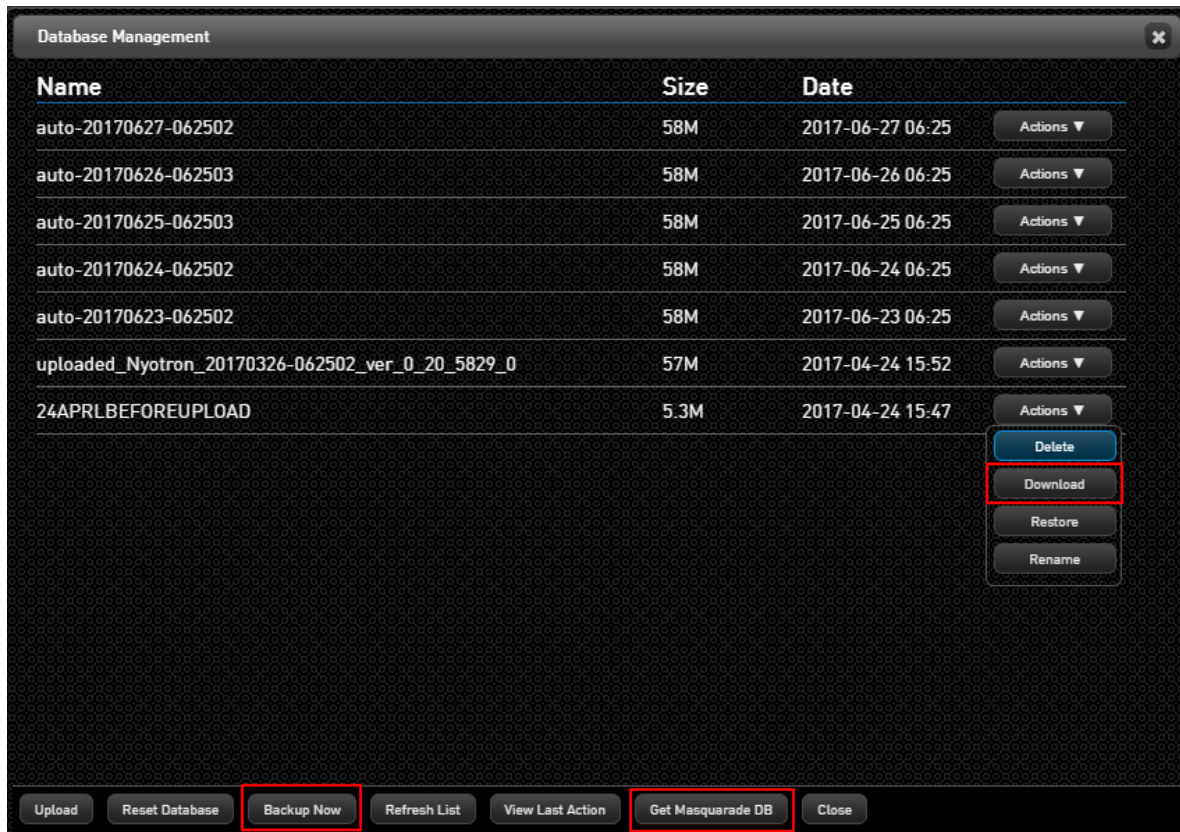 Database Management
Name Size Date
auto-20170627-062502 58M 2017-06-27 06:25 Actions ▼
auto-20170626-062503 58M 2017-06-26 06:25 Actions ▼
auto-20170625-062503 58M 2017-06-25 06:25 Actions ▼
auto-20170624-062502 58M 2017-06-24 06:25 Actions ▼
auto-20170623-062502 58M 2017-06-23 06:25 Actions ▼
uploaded_Nyotron_20170326-062502_ver_0_20_5829_0 57M 2017-04-24 15:52 Actions ▼
24APRLBEFOREUPLOAD 5.3M 2017-04-24 15:47 Actions ▼
Delete
Download
Restore
Rename
Upload Reset Database Backup Now Refresh List View Last Action Get Masquarade DB Close